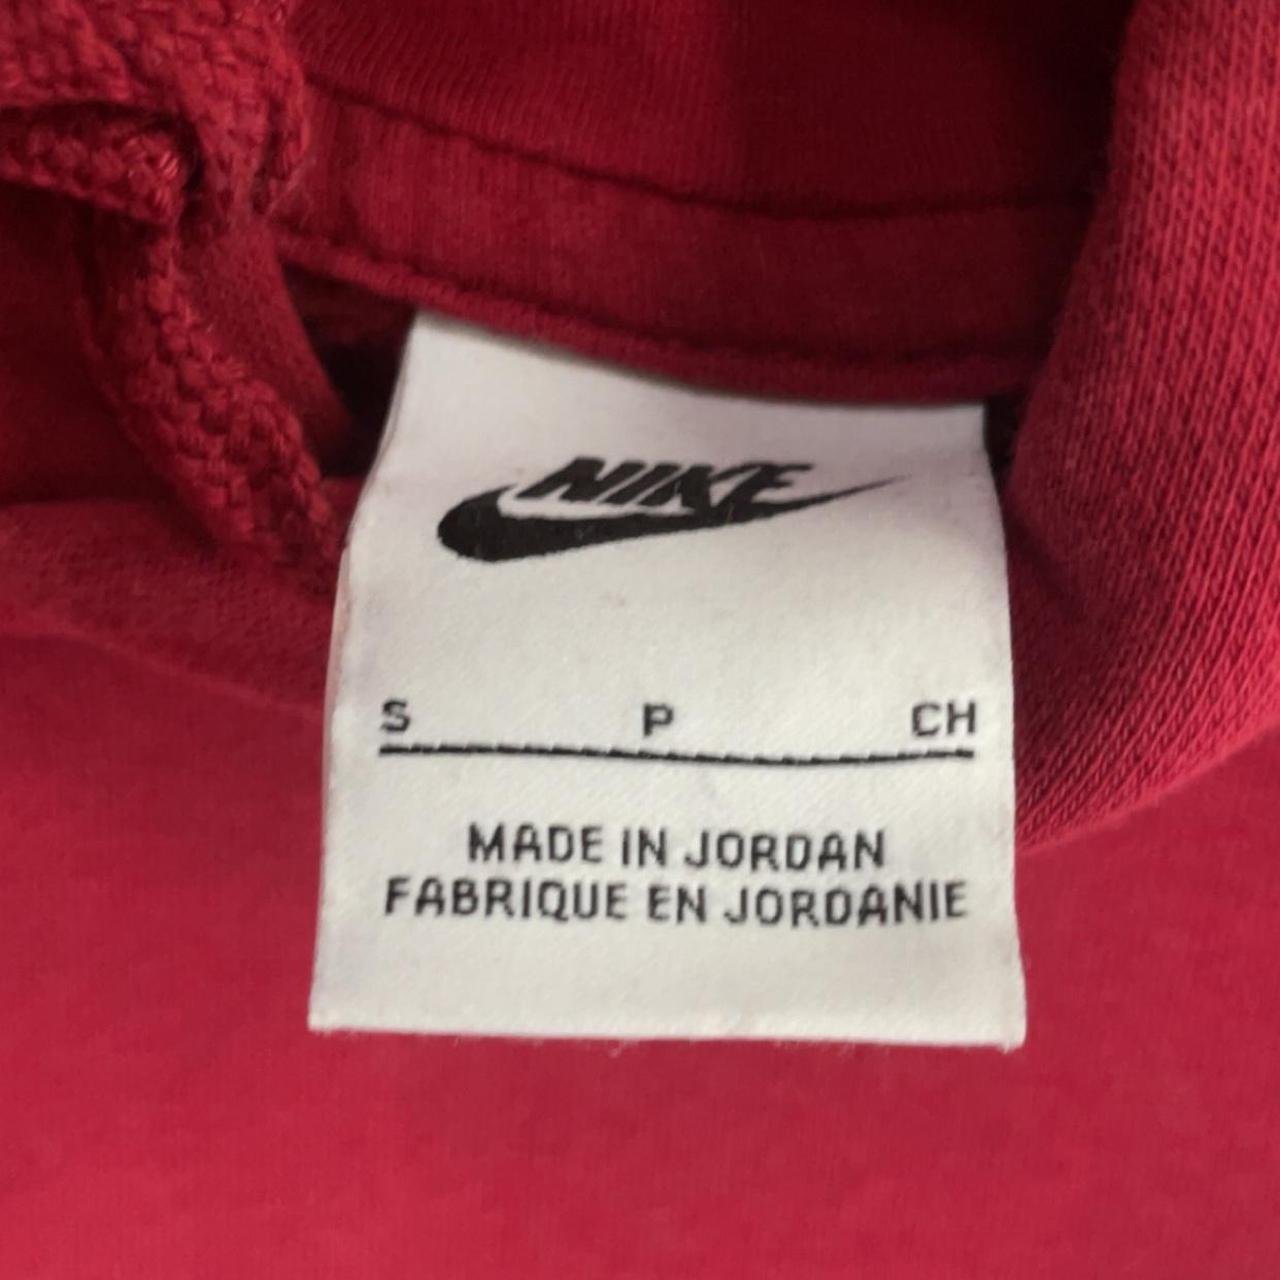 NIKE
S P CH
MADE IN JORDAN
FABRIQUE EN JORDANIE